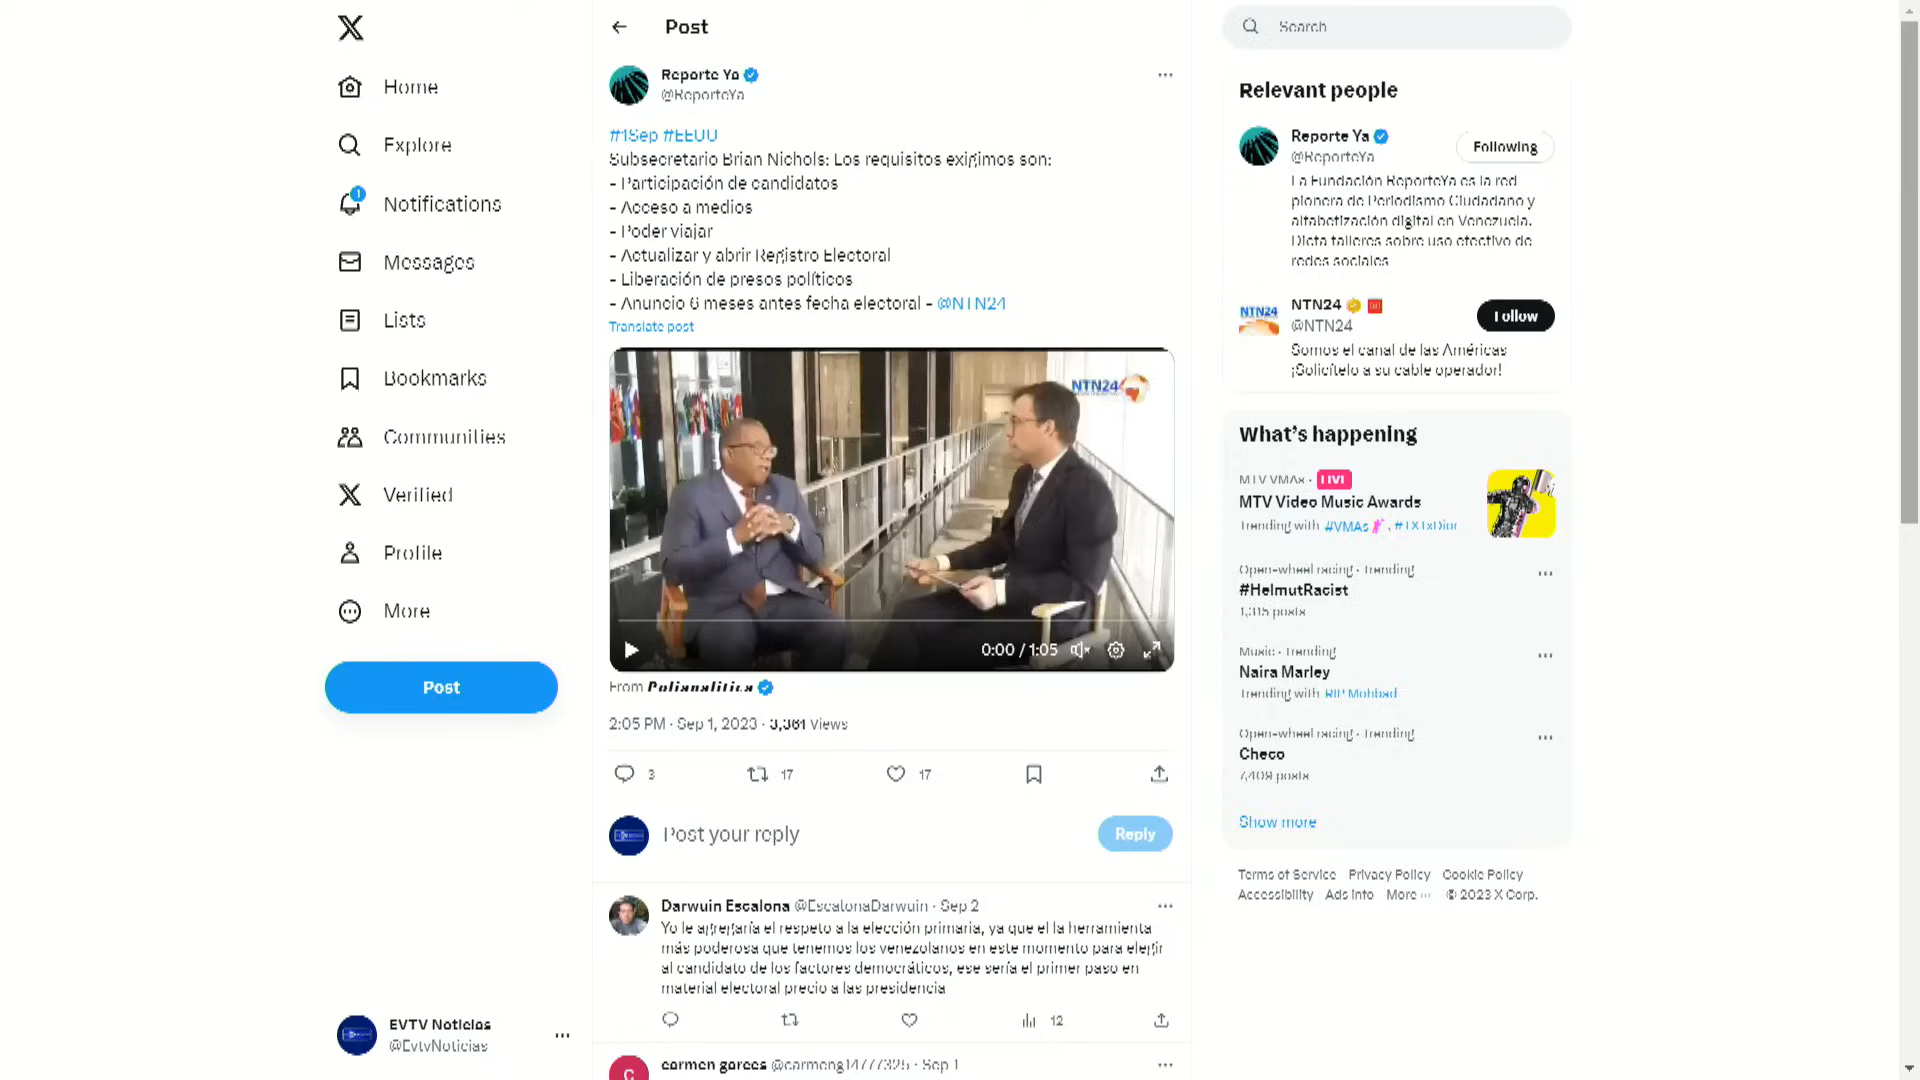 Home
Explore
1
Notifications
Messages
Lists
Bookmarks
Communities
Verified
Profile
More
Post
EVTV Noticias
@EvtvNoticias
Post
Reporte Ya
@ReporteYa
#1Sep #EEUU
Subsecretario Brian Nichols: Los requisitos exigimos son:
- Participación de candidatos
- Acceso a medios
- Poder viajar
- Actualizar y abrir Registro Electoral
- Liberación de presos políticos
- Anuncio 6 meses antes fecha electoral - @NTN24
Translate post
NTN24
0:00 / 1:05
From Polianalitica
2:05 PM · Sep 1, 2023 · 3,361 Views
3 17 17
Post your reply
Reply
Darwuin Escalona @EscalonaDarwuin · Sep 2
Yo le agregaría el respeto a la elección primaria, ya que el la herramienta
más poderosa que tenemos los venezolanos en este momento para elegir
al candidato de los factores democráticos, ese sería el primer paso en
material electoral precio a las presidencia
12
C
carmen garces @carmeng14777325 · Sep 1
Search
Relevant people
Reporte Ya
@ReporteYa
Following
La Fundación ReporteYa es la red
pionera de Periodismo Ciudadano y
alfabetización digital en Venezuela.
Dicta talleres sobre uso efectivo de
redes sociales
NTN24
NTN24
@NTN24
Follow
Somos el canal de las Américas
¡Solicítelo a su cable operador!
What's happening
MTV VMAs · LIVE
MTV Video Music Awards
Trending with #VMAs, #TXTxDior
Open-wheel racing · Trending
#HelmutRacist
1,315 posts
Music · Trending
Naira Marley
Trending with RIP Mohbad
Open-wheel racing · Trending
Checo
7,409 posts
Show more
Terms of Service Privacy Policy Cookie Policy
Accessibility Ads info More ··· © 2023 X Corp.